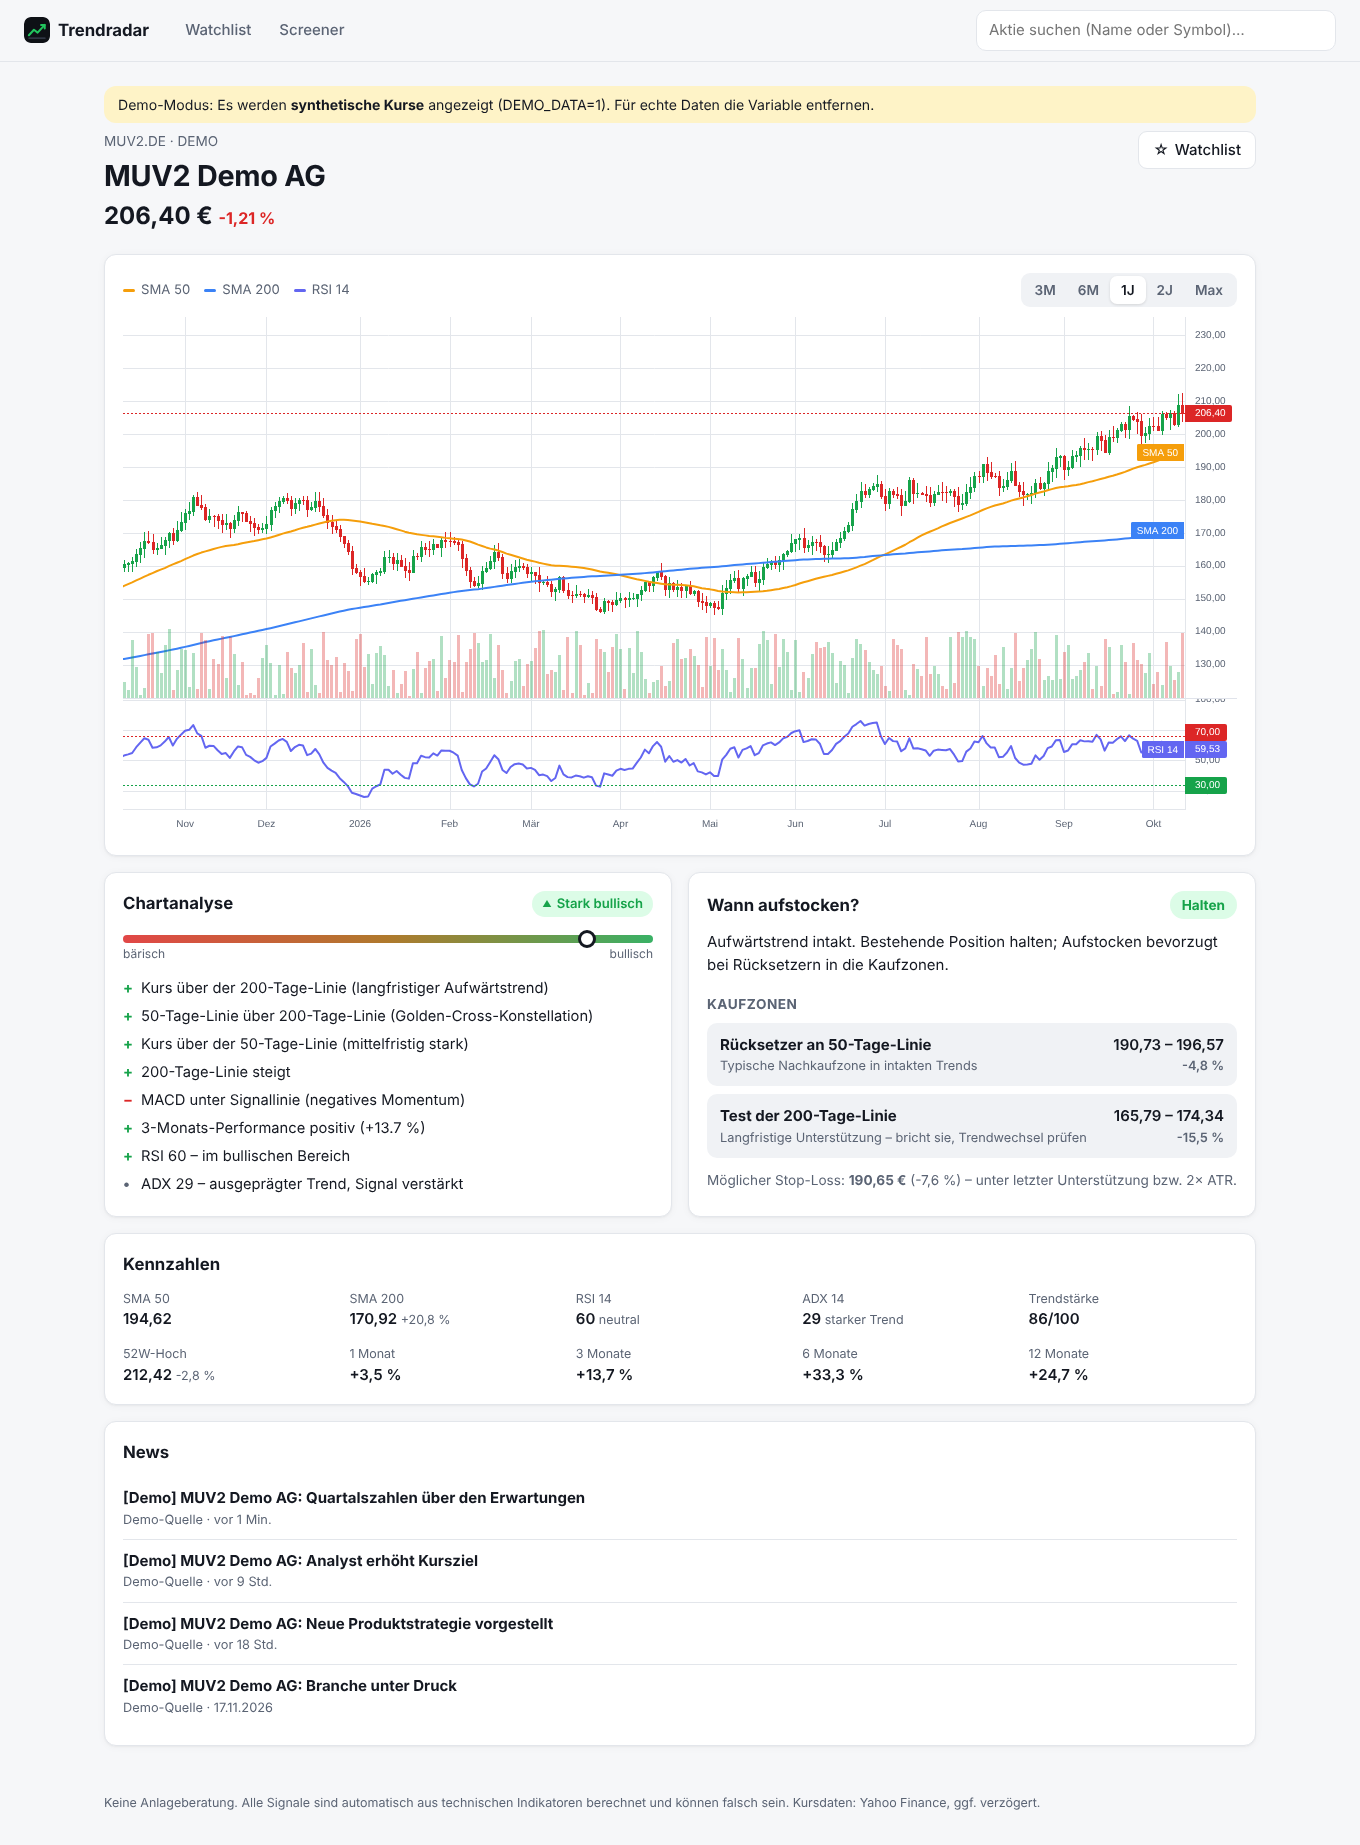 Trendradar
Watchlist
Screener
Aktie suchen (Name oder Symbol)...
Demo-Modus: Es werden synthetische Kurse angezeigt (DEMO_DATA=1). Für echte Daten die Variable entfernen.
MUV2.DE · DEMO
☆ Watchlist
MUV2 Demo AG
206,40 € -1,21 %
SMA 50
SMA 200
RSI 14
3M
6M
1J
2J
Max
230,00
220,00
210,00
206,40
200,00
SMA 50
190,00
180,00
SMA 200
170,00
160,00
150,00
140,00
130,00
100,00
70,00
RSI 14
59,53
50,00
30,00
Nov
Dez
2026
Feb
Mär
Apr
Mai
Jun
Jul
Aug
Sep
Okt
Chartanalyse
▲ Stark bullisch
bärisch
bullisch
+ Kurs über der 200-Tage-Linie (langfristiger Aufwärtstrend)
+ 50-Tage-Linie über 200-Tage-Linie (Golden-Cross-Konstellation)
+ Kurs über der 50-Tage-Linie (mittelfristig stark)
+ 200-Tage-Linie steigt
– MACD unter Signallinie (negatives Momentum)
+ 3-Monats-Performance positiv (+13.7 %)
+ RSI 60 – im bullischen Bereich
• ADX 29 – ausgeprägter Trend, Signal verstärkt
Wann aufstocken?
Halten
Aufwärtstrend intakt. Bestehende Position halten; Aufstocken bevorzugt
bei Rücksetzern in die Kaufzonen.
KAUFZONEN
Rücksetzer an 50-Tage-Linie
190,73 – 196,57
Typische Nachkaufzone in intakten Trends
-4,8 %
Test der 200-Tage-Linie
165,79 – 174,34
Langfristige Unterstützung – bricht sie, Trendwechsel prüfen
-15,5 %
Möglicher Stop-Loss: 190,65 € (-7,6 %) – unter letzter Unterstützung bzw. 2× ATR.
Kennzahlen
SMA 50
194,62
SMA 200
170,92 +20,8 %
RSI 14
60 neutral
ADX 14
29 starker Trend
Trendstärke
86/100
52W-Hoch
212,42 -2,8 %
1 Monat
+3,5 %
3 Monate
+13,7 %
6 Monate
+33,3 %
12 Monate
+24,7 %
News
[Demo] MUV2 Demo AG: Quartalszahlen über den Erwartungen
Demo-Quelle · vor 1 Min.
[Demo] MUV2 Demo AG: Analyst erhöht Kursziel
Demo-Quelle · vor 9 Std.
[Demo] MUV2 Demo AG: Neue Produktstrategie vorgestellt
Demo-Quelle · vor 18 Std.
[Demo] MUV2 Demo AG: Branche unter Druck
Demo-Quelle · 17.11.2026
Keine Anlageberatung. Alle Signale sind automatisch aus technischen Indikatoren berechnet und können falsch sein. Kursdaten: Yahoo Finance, ggf. verzögert.